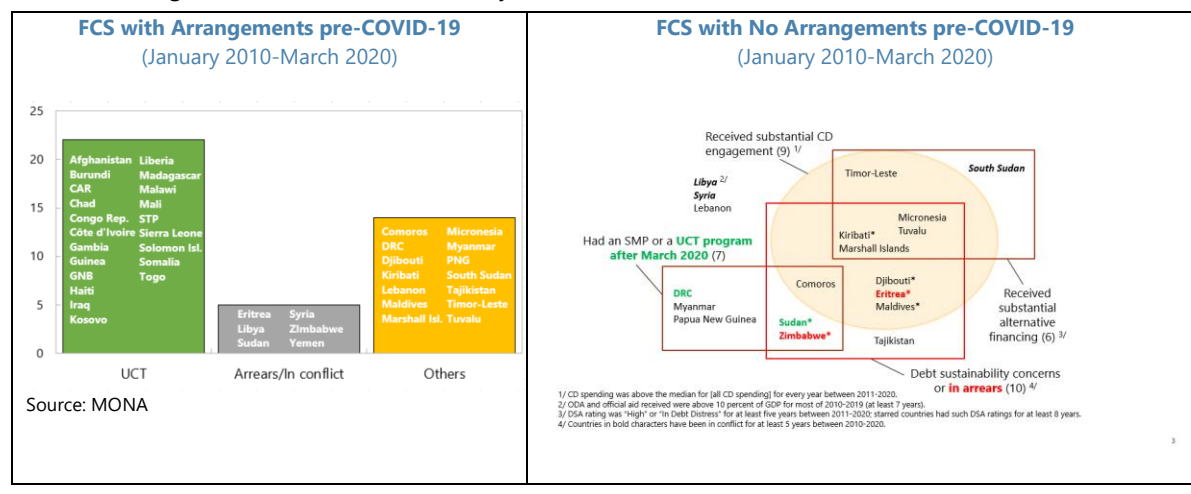 FCS with Arrangements pre-COVID-19
(January 2010-March 2020)
25
20
15
10
5
0
Afghanistan Liberia
Burundi Madagascar
CAR Malawi
Chad Mali
Congo Rep. STP
Côte d'Ivoire Sierra Leone
Gambia Solomon Isl.
Guinea Somalia
GNB Togo
Haiti
Iraq
Kosovo
Eritrea Syria
Libya ZImbabwe
Sudan Yemen
Comoros Micronesia
DRC Myanmar
Djibouti PNG
Kiribati South Sudan
Lebanon Tajikistan
Maldives Timor-Leste
Marshall Isl. Tuvalu
UCT Arrears/In conflict Others
Source: MONA
FCS with No Arrangements pre-COVID-19
(January 2010-March 2020)
Received substantial CD
engagement (9) 1/
Libya 2/
Syria
Lebanon
Timor-Leste
South Sudan
Micronesia
Tuvalu
Kiribati*
Marshall Islands
Had an SMP or a UCT program
after March 2020 (7)
DRC
Myanmar
Papua New Guinea
Comoros
Sudan*
Zimbabwe*
Djibouti*
Eritrea*
Maldives*
Tajikistan
Received
substantial
alternative
financing (6) 3/
Debt sustainability concerns
or in arrears (10) 4/
1/ CD spending was above the median for [all CD spending] for every year between 2011-2020.
2/ ODA and official aid received were above 10 percent of GDP for most of 2010-2019 (at least 7 years).
3/ DSA rating was "High" or "In Debt Distress" for at least five years between 2011-2020; starred countries had such DSA ratings for at least 8 years.
4/ Countries in bold characters have been in conflict for at least 5 years between 2010-2020.
3